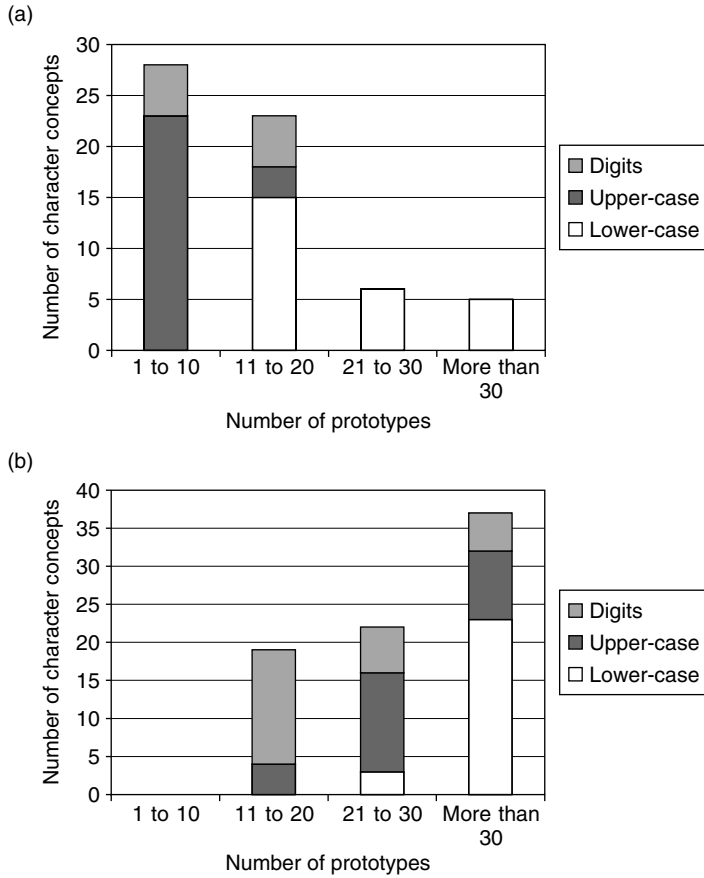 (a)
Number of character concepts
30
25
20
15
10
5
0
1 to 10
11 to 20
21 to 30
More than
30
Number of prototypes
Digits
Upper-case
Lower-case
(b)
Number of character concepts
40
35
30
25
20
15
10
5
0
1 to 10
11 to 20
21 to 30
More than
30
Number of prototypes
Digits
Upper-case
Lower-case